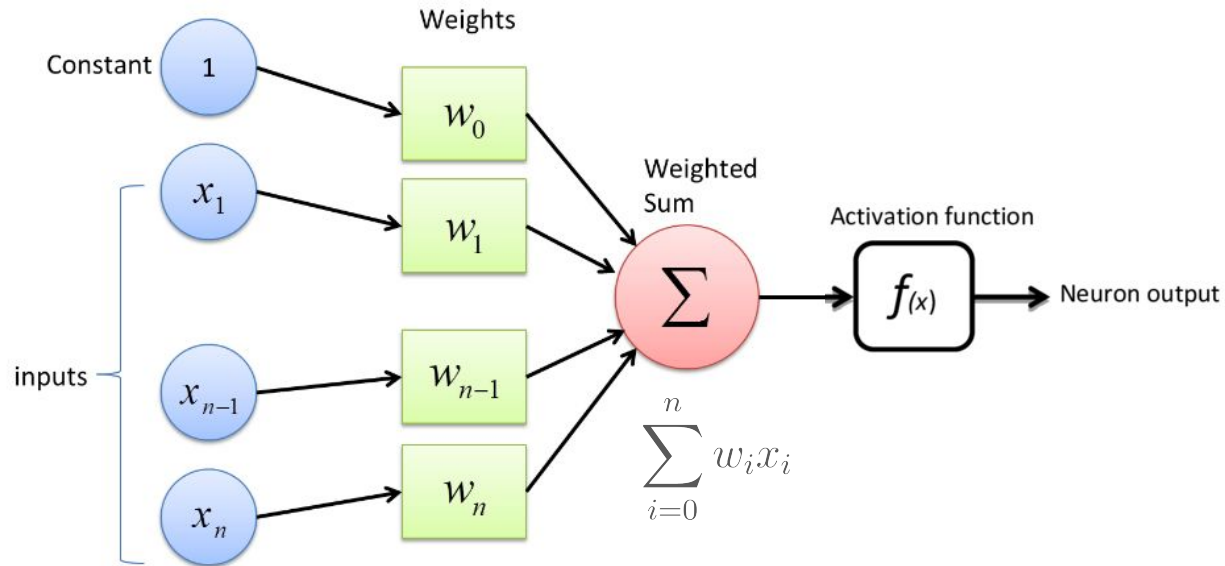 Weights
Constant
1
w₀
x₁
w₁
Weighted
Sum
∑
Activation function
f(x)
Neuron output
inputs
xₙ₋₁
wₙ₋₁
xₙ
wₙ
n
∑ wᵢxᵢ
i=0